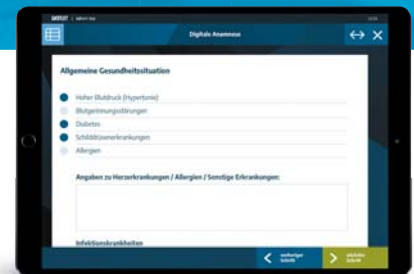 Digitale Anamnese
Allgemeine Gesundheitssituation
Hoher Blutdruck (Hypertonie)
Blutgerinnungsstörungen
Diabetes
Schilddrüsenerkrankungen
Allergien
Angaben zu Herzerkrankungen / Allergien / Sonstige Erkrankungen:
Infektionskrankheiten
vorheriger
Schritt
nächster
Schritt